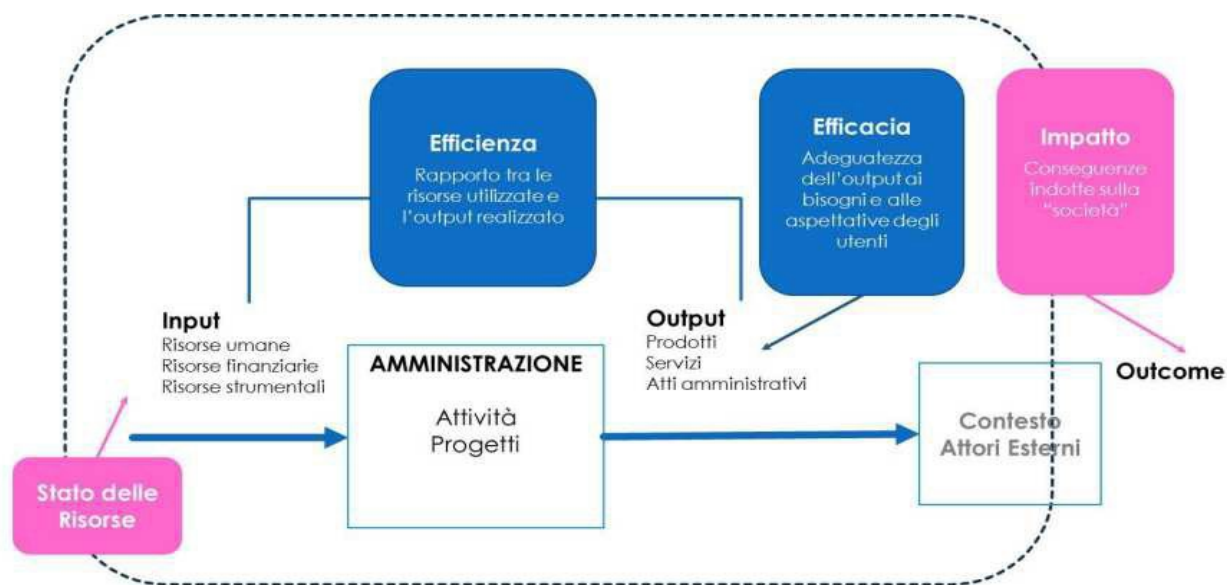 Efficienza
Rapporto tra le
risorse utilizzate e
l'output realizzato
Efficacia
Adeguatezza
dell'output ai
bisogni e alle
aspettative degli
utenti
Impatto
Conseguenze
indotte sulla
"società"
Input
Risorse umane
Risorse finanziarie
Risorse strumentali
AMMINISTRAZIONE
Attività
Progetti
Output
Prodotti
Servizi
Atti amministrativi
Outcome
Contesto
Attori Esterni
Stato delle
Risorse